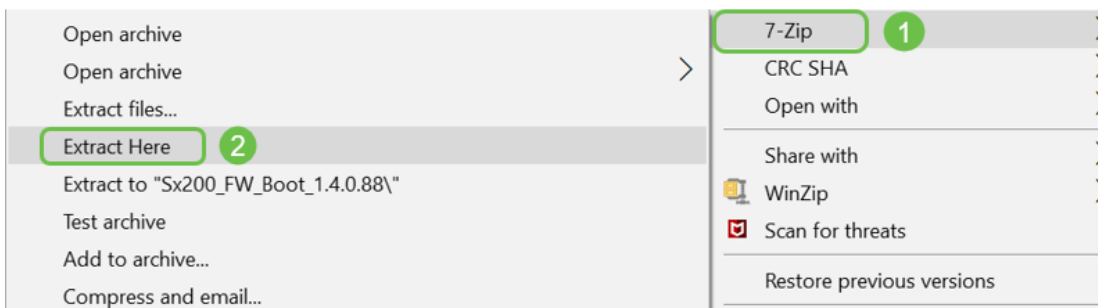 Open archive
Open archive
Extract files...
Extract Here 2
Extract to "Sx200_FW_Boot_1.4.0.88\"
Test archive
Add to archive...
Compress and email...
7-Zip 1
CRC SHA
Open with
Share with
WinZip
Scan for threats
Restore previous versions